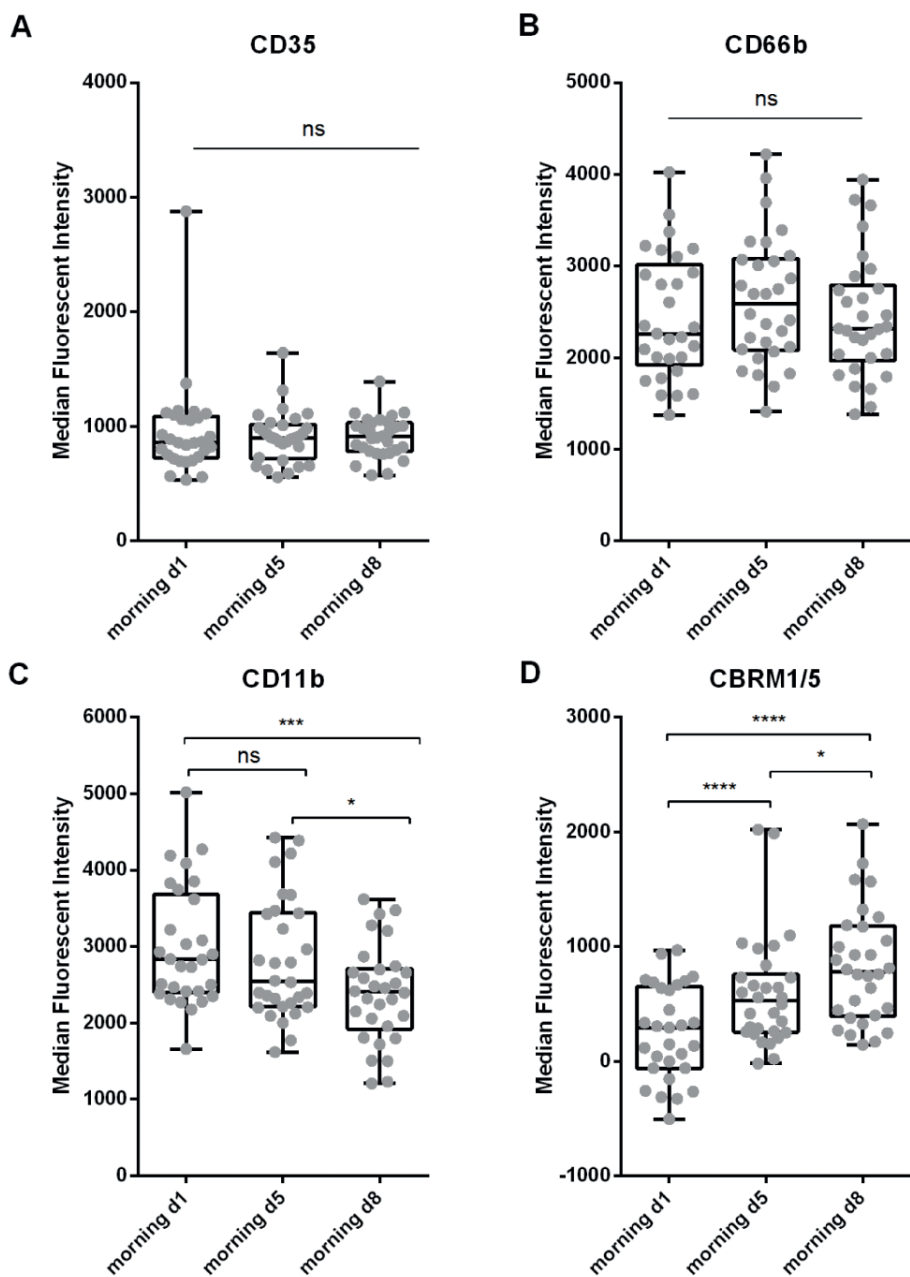 A
CD35
Median Fluorescent Intensity
4000
3000
2000
1000
0
ns
morning d1
morning d5
morning d8
B
CD66b
Median Fluorescent Intensity
5000
4000
3000
2000
1000
0
ns
morning d1
morning d5
morning d8
C
CD11b
Median Fluorescent Intensity
6000
5000
4000
3000
2000
1000
0
***
ns
*
morning d1
morning d5
morning d8
D
CBRM1/5
Median Fluorescent Intensity
3000
2000
1000
0
-1000
****
*
****
morning d1
morning d5
morning d8